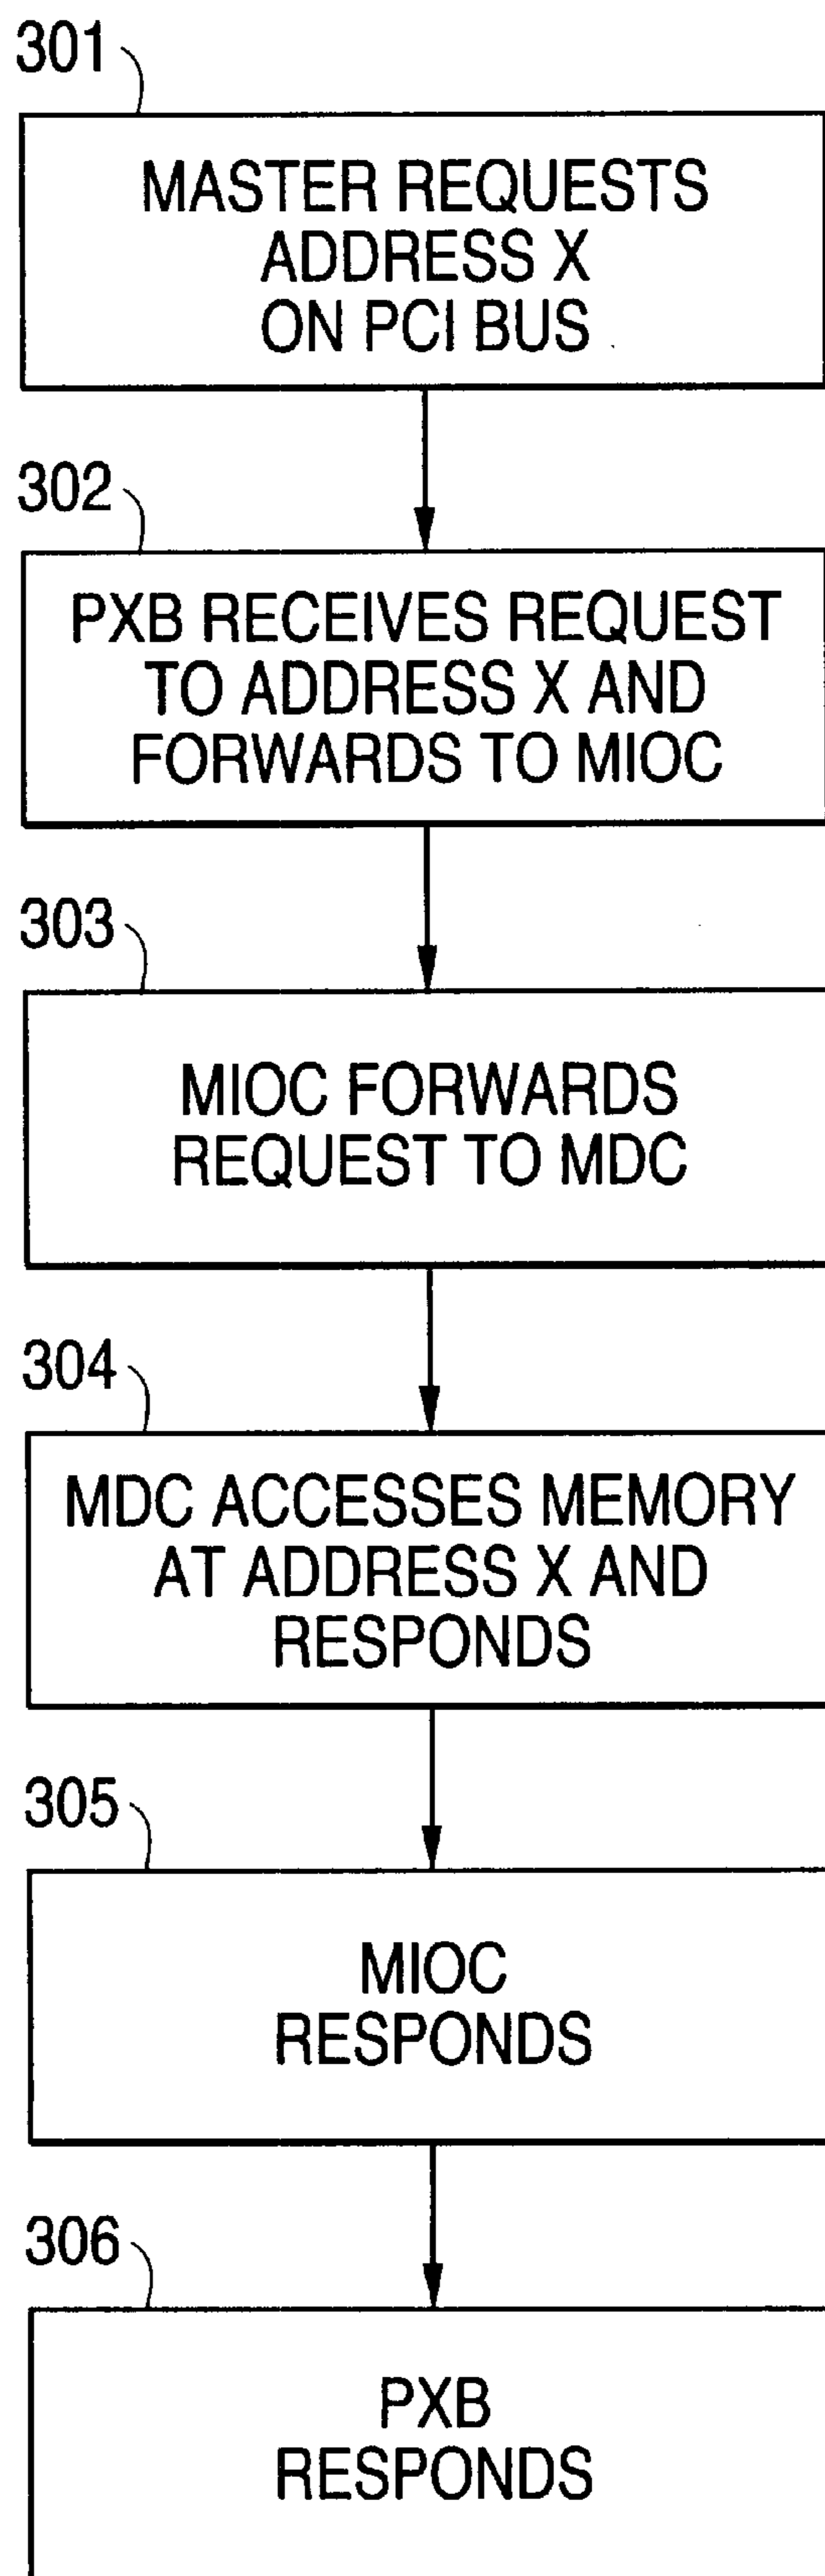 301
MASTER REQUESTS
ADDRESS X
ON PCI BUS
302
PXB RECEIVES REQUEST
TO ADDRESS X AND
FORWARDS TO MIOC
303
MIOC FORWARDS
REQUEST TO MDC
304
MDC ACCESSES MEMORY
AT ADDRESS X AND
RESPONDS
305
MIOC
RESPONDS
306
PXB
RESPONDS